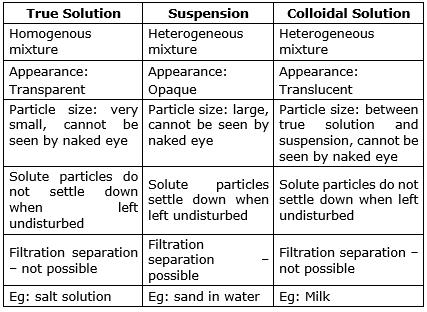 True Solution Suspension Colloidal Solution
Homogenous mixture
Heterogeneous mixture
Heterogeneous mixture
Appearance: Transparent
Appearance: Opaque
Appearance: Translucent
Particle size: very small, cannot be seen by naked eye
Particle size: large, cannot be seen by naked eye
Particle size: between true solution and suspension, cannot be seen by naked eye
Solute particles do not settle down when left undisturbed
Solute particles settle down when left undisturbed
Solute particles do not settle down when left undisturbed
Filtration separation – not possible
Filtration separation – possible
Filtration separation – not possible
Eg: salt solution
Eg: sand in water
Eg: Milk